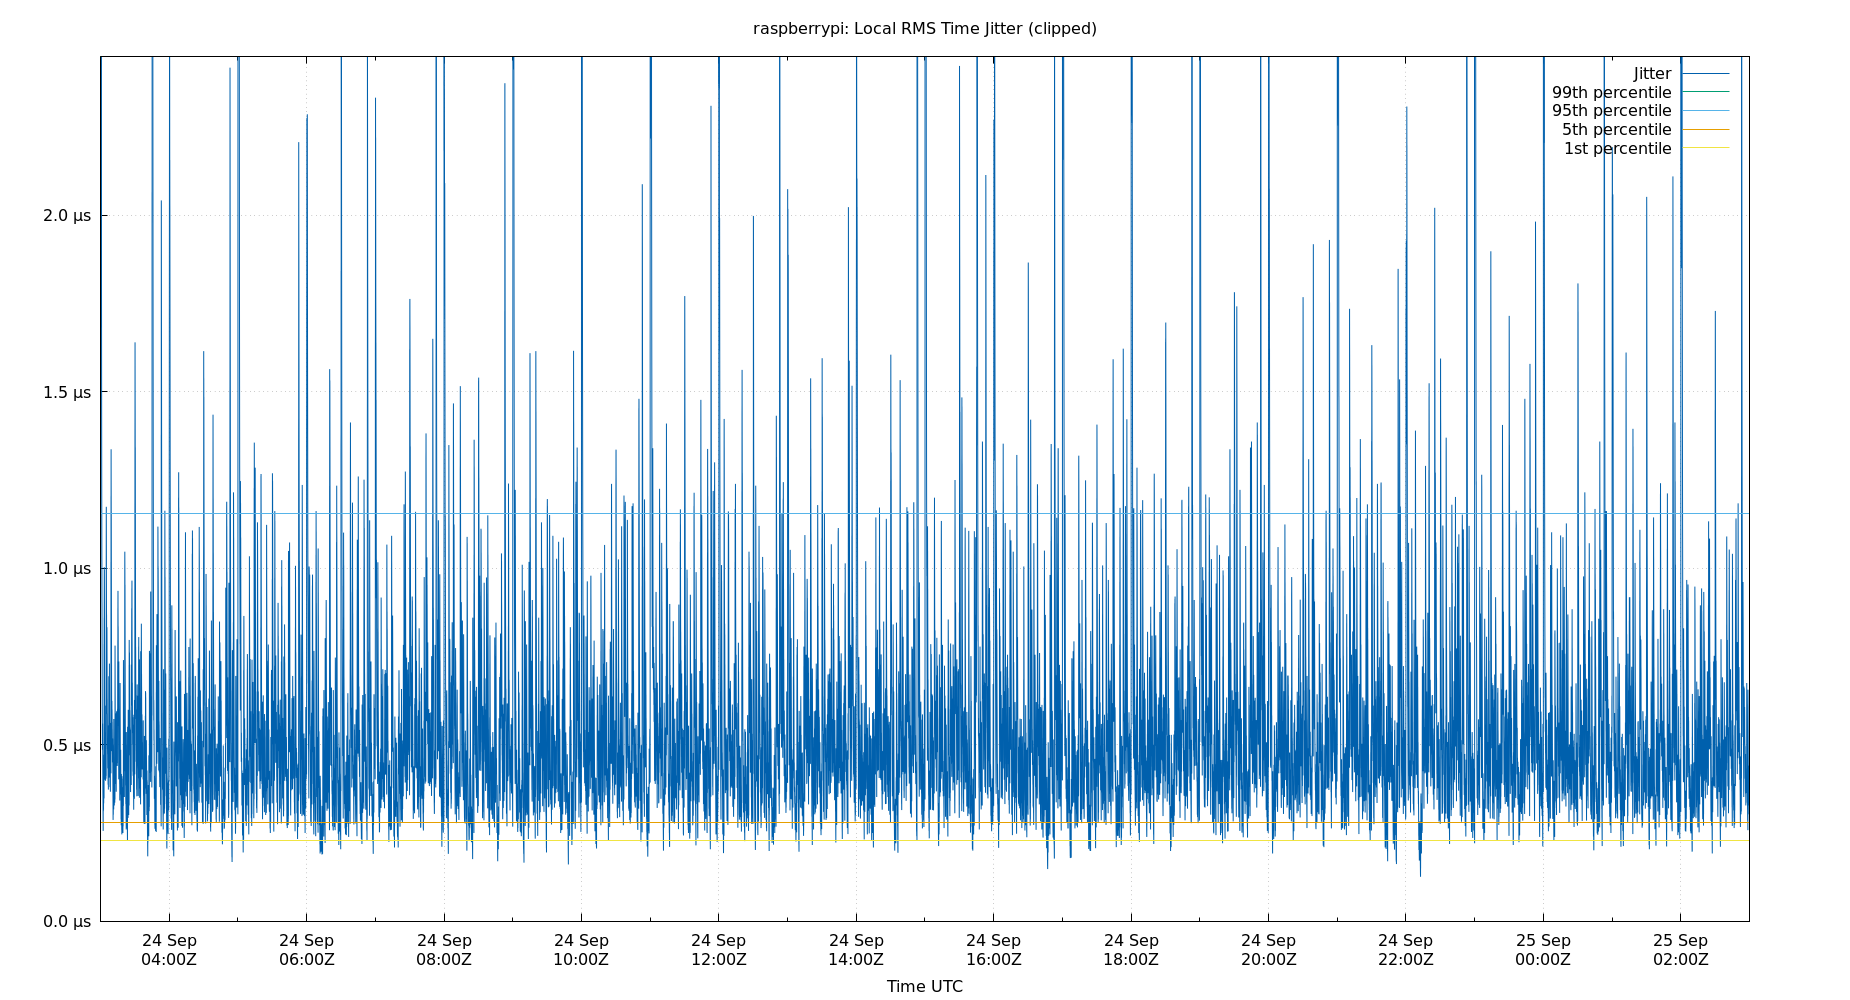 raspberrypi: Local RMS Time Jitter (clipped)
Jitter
99th percentile
95th percentile
5th percentile
1st percentile
2.0 µs
1.5 µs
1.0 µs
0.5 µs
0.0 µs
24 Sep 24 Sep 24 Sep 24 Sep 24 Sep 24 Sep 24 Sep 24 Sep 24 Sep 24 Sep 25 Sep 25 Sep
04:00Z 06:00Z 08:00Z 10:00Z 12:00Z 14:00Z 16:00Z 18:00Z 20:00Z 22:00Z 00:00Z 02:00Z
Time UTC